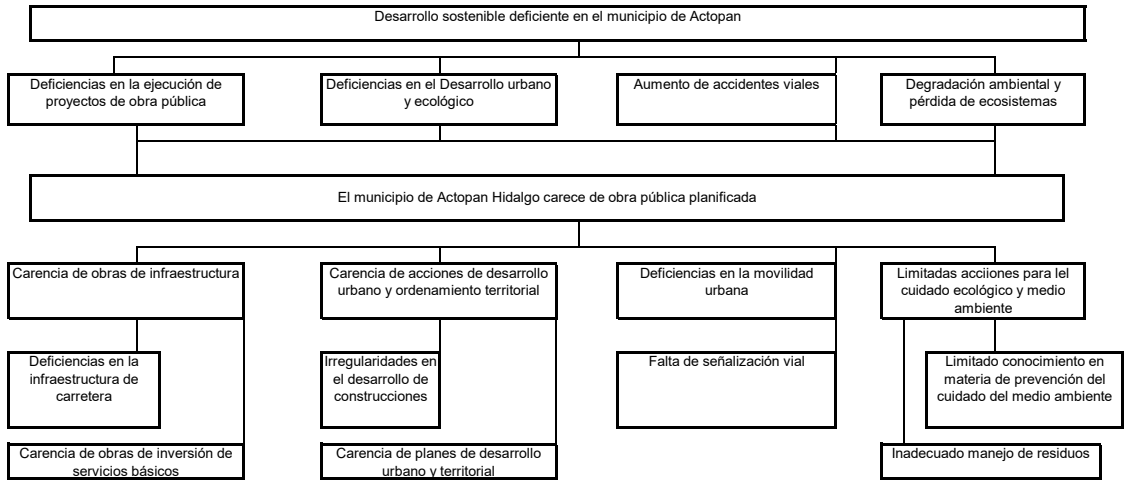 Desarrollo sostenible deficiente en el municipio de Actopan
Deficiencias en la ejecución de
proyectos de obra pública
Deficiencias en el Desarrollo urbano
y ecológico
Aumento de accidentes viales
Degradación ambiental y
pérdida de ecosistemas
El municipio de Actopan Hidalgo carece de obra pública planificada
Carencia de obras de infraestructura
Carencia de acciones de desarrollo
urbano y ordenamiento territorial
Deficiencias en la movilidad
urbana
Limitadas acciiones para lel
cuidado ecológico y medio
ambiente
Deficiencias en la
infraestructura de
carretera
Irregularidades en
el desarrollo de
construcciones
Falta de señalización vial
Limitado conocimiento en
materia de prevención del
cuidado del medio ambiente
Carencia de obras de inversión de
servicios básicos
Carencia de planes de desarrollo
urbano y territorial
Inadecuado manejo de residuos